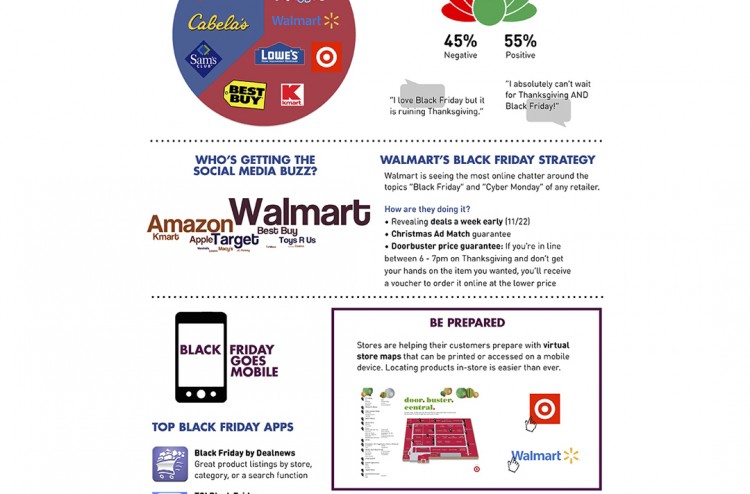 Cabela's
Walmart
Sam's
CLUB
LOWE'S
BEST
BUY
K
kmart
45%
Negative
55%
Positive
"I love Black Friday but it
is ruining Thanksgiving."
"I absolutely can't wait
for Thanksgiving AND
Black Friday!"
WHO'S GETTING THE
SOCIAL MEDIA BUZZ?
Walmart
Amazon
Best Buy
Kmart
Apple
Target
Toys R Us
Macy's
WALMART'S BLACK FRIDAY STRATEGY
Walmart is seeing the most online chatter around the
topics "Black Friday" and "Cyber Monday" of any retailer.
How are they doing it?
• Revealing deals a week early (11/22)
• Christmas Ad Match guarantee
• Doorbuster price guarantee: If you're in line
between 6 - 7pm on Thanksgiving and don't get
your hands on the item you wanted, you'll receive
a voucher to order it online at the lower price
BLACK FRIDAY
GOES
MOBILE
TOP BLACK FRIDAY APPS
Black Friday by Dealnews
Great product listings by store,
category, or a search function
BE PREPARED
Stores are helping their customers prepare with virtual
store maps that can be printed or accessed on a mobile
device. Locating products in-store is easier than ever.
door. buster.
central.
Walmart